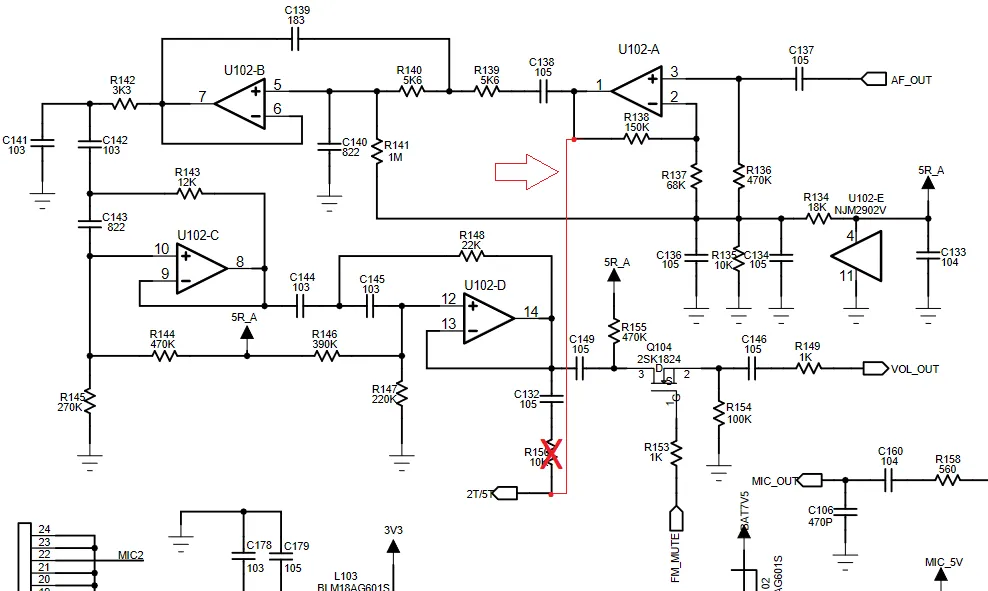 C139
183
U102-A
C137
105
U102-B
R142
3K3
7
5
6
R140
5K6
R139
5K6
C138
105
1
3
2
AF_OUT
C141
103
C142
103
C140
822
R141
1M
R138
150K
R137
68K
R136
470K
5R_A
R143
12K
R134
18K
U102-E
NJM2902V
C143
822
U102-C
10
9
8
R148
22K
U102-D
C136
105
R135
10K
C134
105
4
11
C133
104
5R_A
C144
103
C145
103
12
13
14
5R_A
R144
470K
R146
390K
C149
105
R155
470K
Q104
2SK1824
3
D
S
2
1
G
C146
105
R149
1K
VOL_OUT
R145
270K
R147
220K
C132
105
R154
100K
R153
1K
10K
2T/5T
C160
104
R158
560
MIC_OUT
C106
470P
BAT7V5
FM_MUTE
24
23
22
21
20
MIC2
C178
103
C179
105
3V3
L103
BLM18AG601S
02
AG601S
MIC_5V